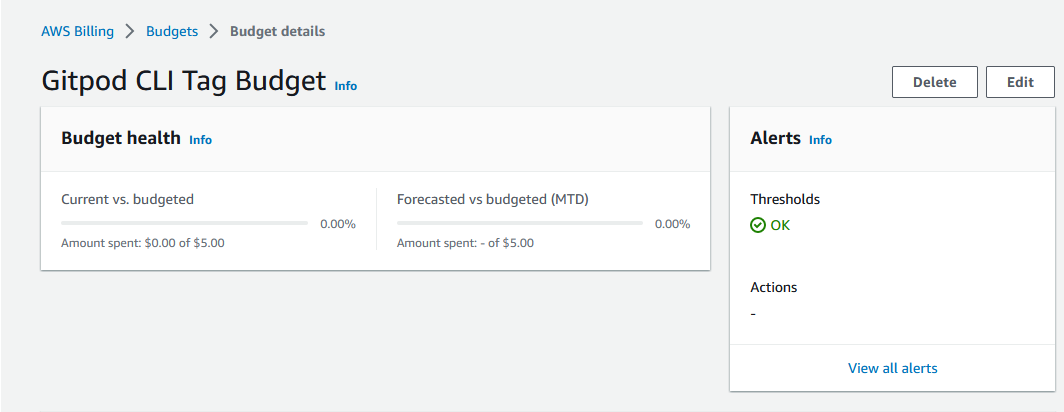 AWS Billing > Budgets > Budget details
Gitpod CLI Tag Budget Info
Delete
Edit
Budget health Info
Current vs. budgeted
0.00%
Amount spent: $0.00 of $5.00
Forecasted vs budgeted (MTD)
0.00%
Amount spent: - of $5.00
Alerts Info
Thresholds
OK
Actions
-
View all alerts